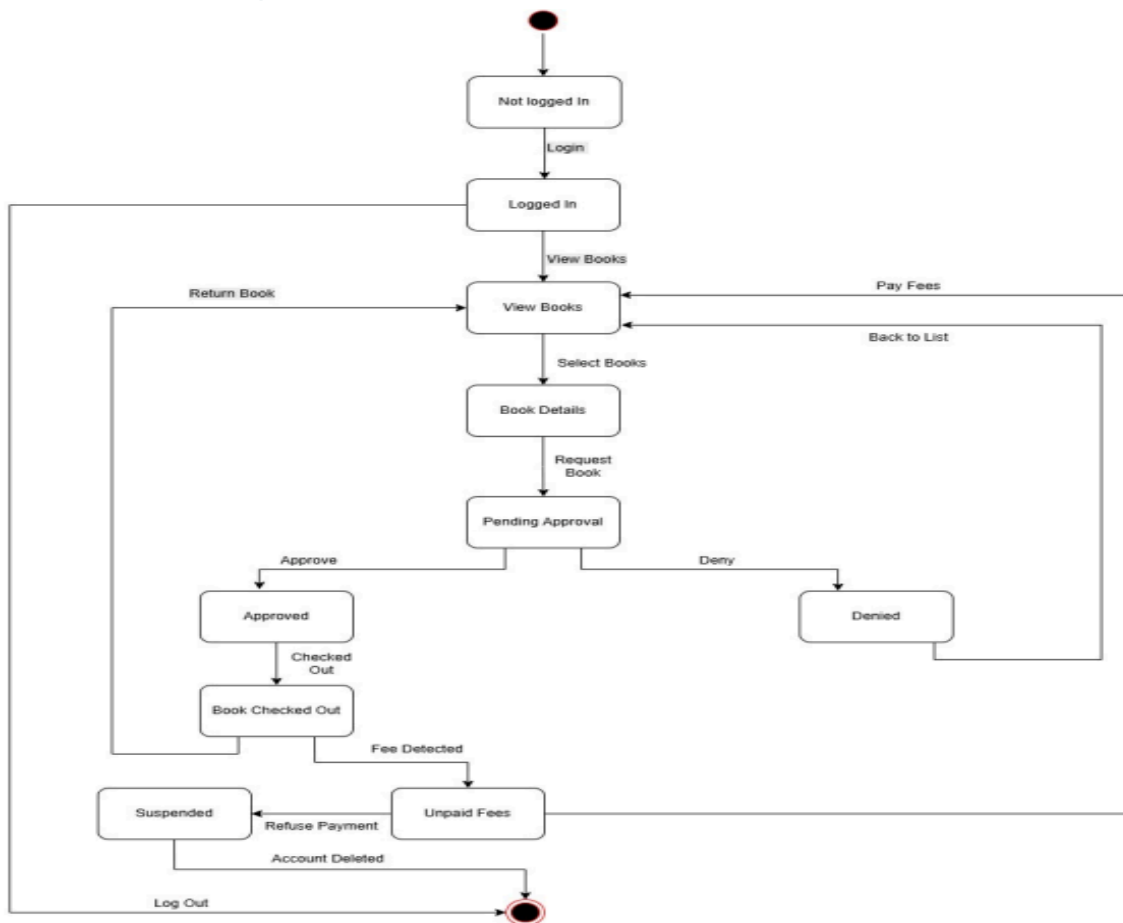 Not logged In
Login
Logged In
View Books
Return Book
View Books
Pay Fees
Back to List
Select Books
Book Details
Request
Book
Pending Approval
Approve
Deny
Approved
Denied
Checked
Out
Book Checked Out
Fee Detected
Suspended
Refuse Payment
Unpaid Fees
Account Deleted
Log Out